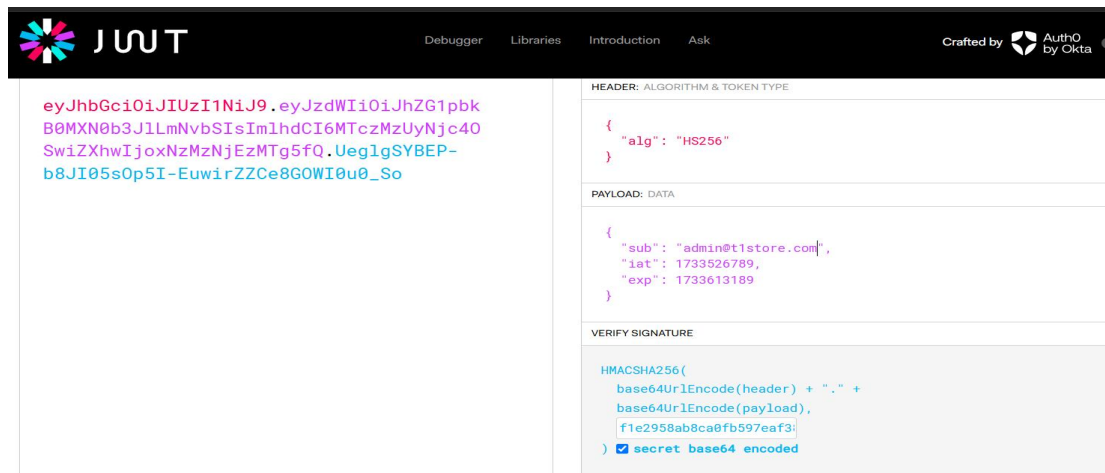 JWT
Debugger Libraries Introduction Ask
Crafted by Auth0 by Okta
eyJhbGciOiJIUzI1NiJ9.eyJzdWIiOiJhZG1pbk
B0MXN0b3JlLmNvbSIsImlhdCI6MTczMzUyNjc4O
SwiZXhwIjoxNzMzNjEzMTg5fQ.UeglgSYBEP-
b8JI05sOp5I-EuwirZZCe8GOWI0u0_So
HEADER: ALGORITHM & TOKEN TYPE
{
"alg": "HS256"
}
PAYLOAD: DATA
{
"sub": "admin@t1store.com",
"iat": 1733526789,
"exp": 1733613189
}
VERIFY SIGNATURE
HMACSHA256(
base64UrlEncode(header) + "." +
base64UrlEncode(payload),
f1e2958ab8ca0fb597eaf3
) secret base64 encoded